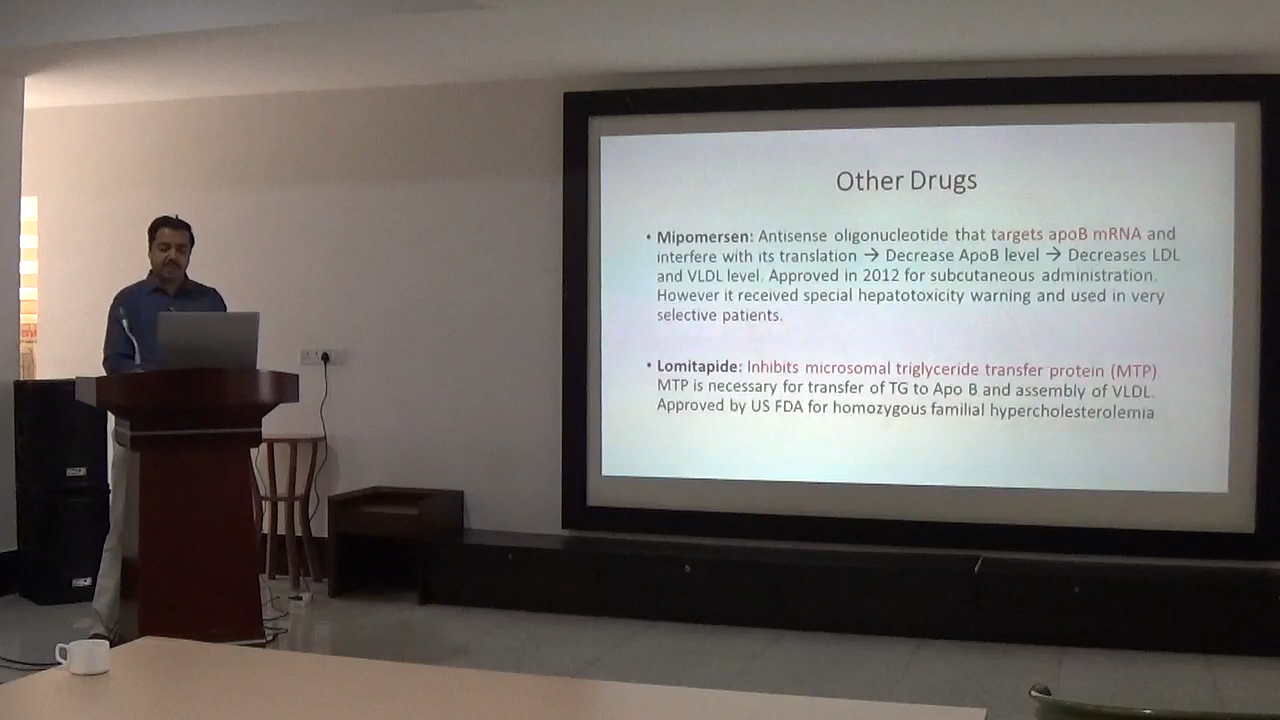 Other Drugs
• Mipomersen: Antisense oligonucleotide that targets apoB mRNA and
interfere with its translation → Decrease ApoB level → Decreases LDL
and VLDL level. Approved in 2012 for subcutaneous administration.
However it received special hepatotoxicity warning and used in very
selective patients.
• Lomitapide: Inhibits microsomal triglyceride transfer protein (MTP)
MTP is necessary for transfer of TG to Apo B and assembly of VLDL.
Approved by US FDA for homozygous familial hypercholesterolemia